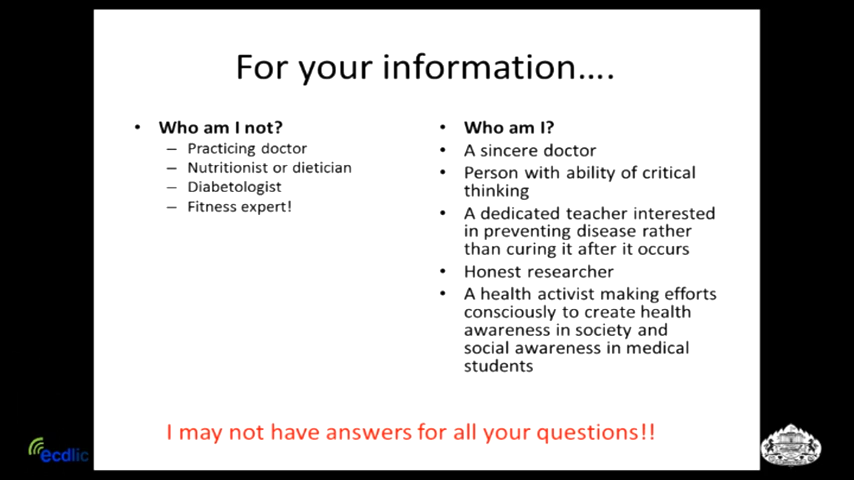 For your information....
• Who am I not?
– Practicing doctor
– Nutritionist or dietician
– Diabetologist
– Fitness expert!
• Who am I?
• A sincere doctor
• Person with ability of critical
thinking
• A dedicated teacher interested
in preventing disease rather
than curing it after it occurs
• Honest researcher
• A health activist making efforts
consciously to create health
awareness in society and
social awareness in medical
students
I may not have answers for all your questions!!
ecdlic